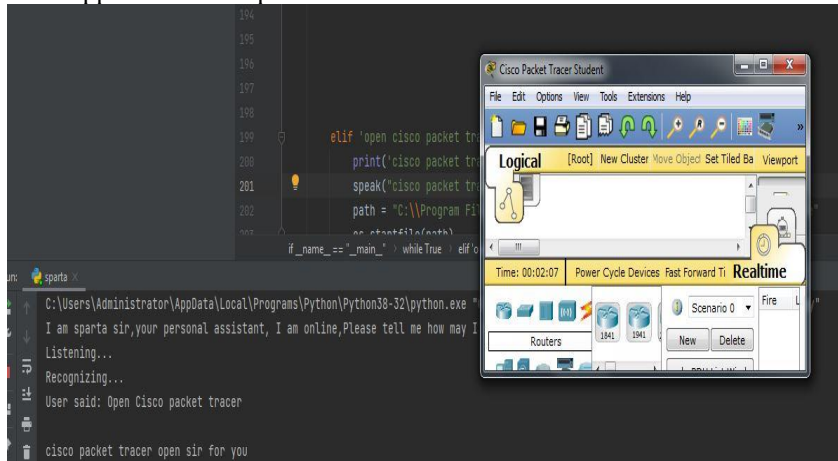 194
195
196
197
198
199 elif 'open cisco packet
200 print('cisco packet
201 speak("cisco packet
202 path = "C:\\Program
if __name__ == "__main__" › while True › elif 'o
Cisco Packet Tracer Student
File Edit Options View Tools Extensions Help
Logical [Root] New Cluster Move Object Set Tiled Ba Viewport
Time: 00:02:07 Power Cycle Devices Fast Forward Ti Realtime
Routers
1841 1941
Scenario 0
New Delete
Fire
sparta
C:\Users\Administrator\AppData\Local\Programs\Python\Python38-32\python.exe "
I am sparta sir,your personal assistant, I am online,Please tell me how may I
Listening...
Recognizing...
User said: Open Cisco packet tracer
cisco packet tracer open sir for you